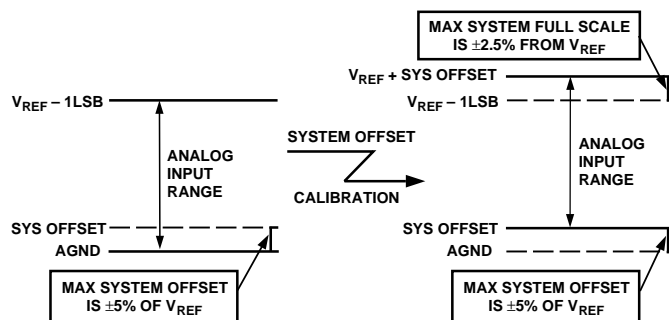 MAX SYSTEM FULL SCALE
IS ±2.5% FROM VREF
VREF + SYS OFFSET
VREF – 1LSB
VREF – 1LSB
SYSTEM OFFSET
ANALOG
INPUT
RANGE
ANALOG
INPUT
RANGE
CALIBRATION
SYS OFFSET
SYS OFFSET
AGND
AGND
MAX SYSTEM OFFSET
IS ±5% OF VREF
MAX SYSTEM OFFSET
IS ±5% OF VREF